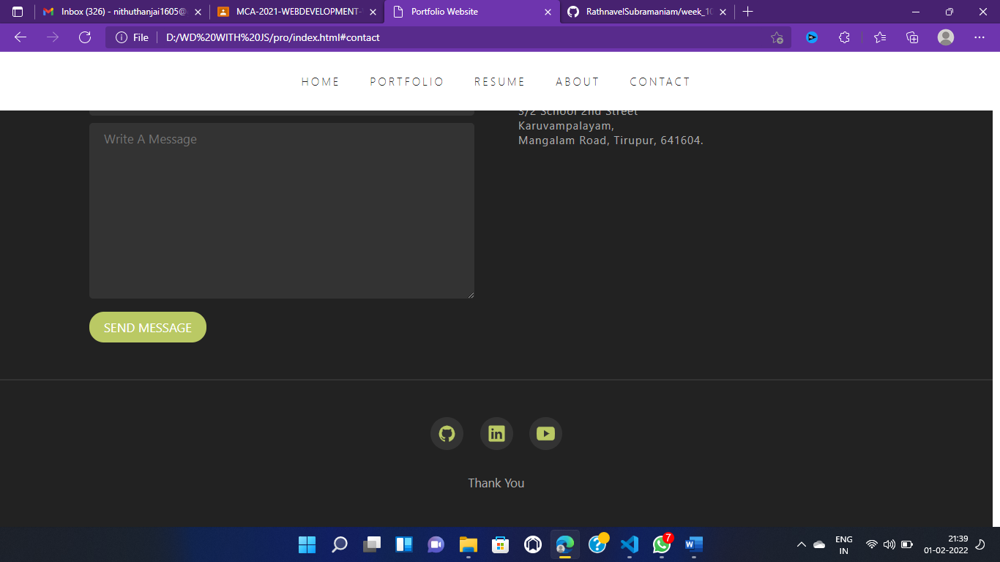 Inbox (326) - nithuthanjai1605@
MCA-2021-WEBDEVELOPMENT-
Portfolio Website
RathnavelSubramaniam/week_10
File
D:/WD%20WITH%20JS/pro/index.html#contact
HOME PORTFOLIO RESUME ABOUT CONTACT
School 2nd Street
Karuvampalayam,
Mangalam Road, Tirupur, 641604.
Write A Message
SEND MESSAGE
in
Thank You
7
W
ENG
IN
21:39
01-02-2022